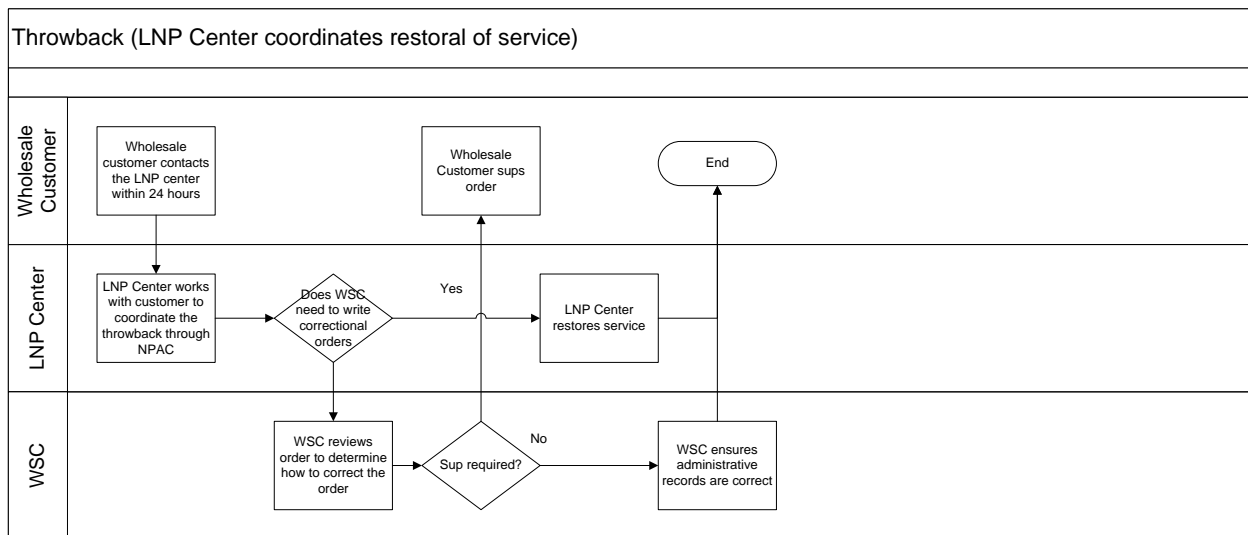 Throwback (LNP Center coordinates restoral of service)
Wholesale
Customer
Wholesale
customer contacts
the LNP center
within 24 hours
Wholesale
Customer sups
order
End
LNP Center
LNP Center works
with customer to
coordinate the
throwback through
NPAC
Does WSC
need to write
correctional
orders
Yes
LNP Center
restores service
WSC
WSC reviews
order to determine
how to correct the
order
Sup required?
No
WSC ensures
administrative
records are correct